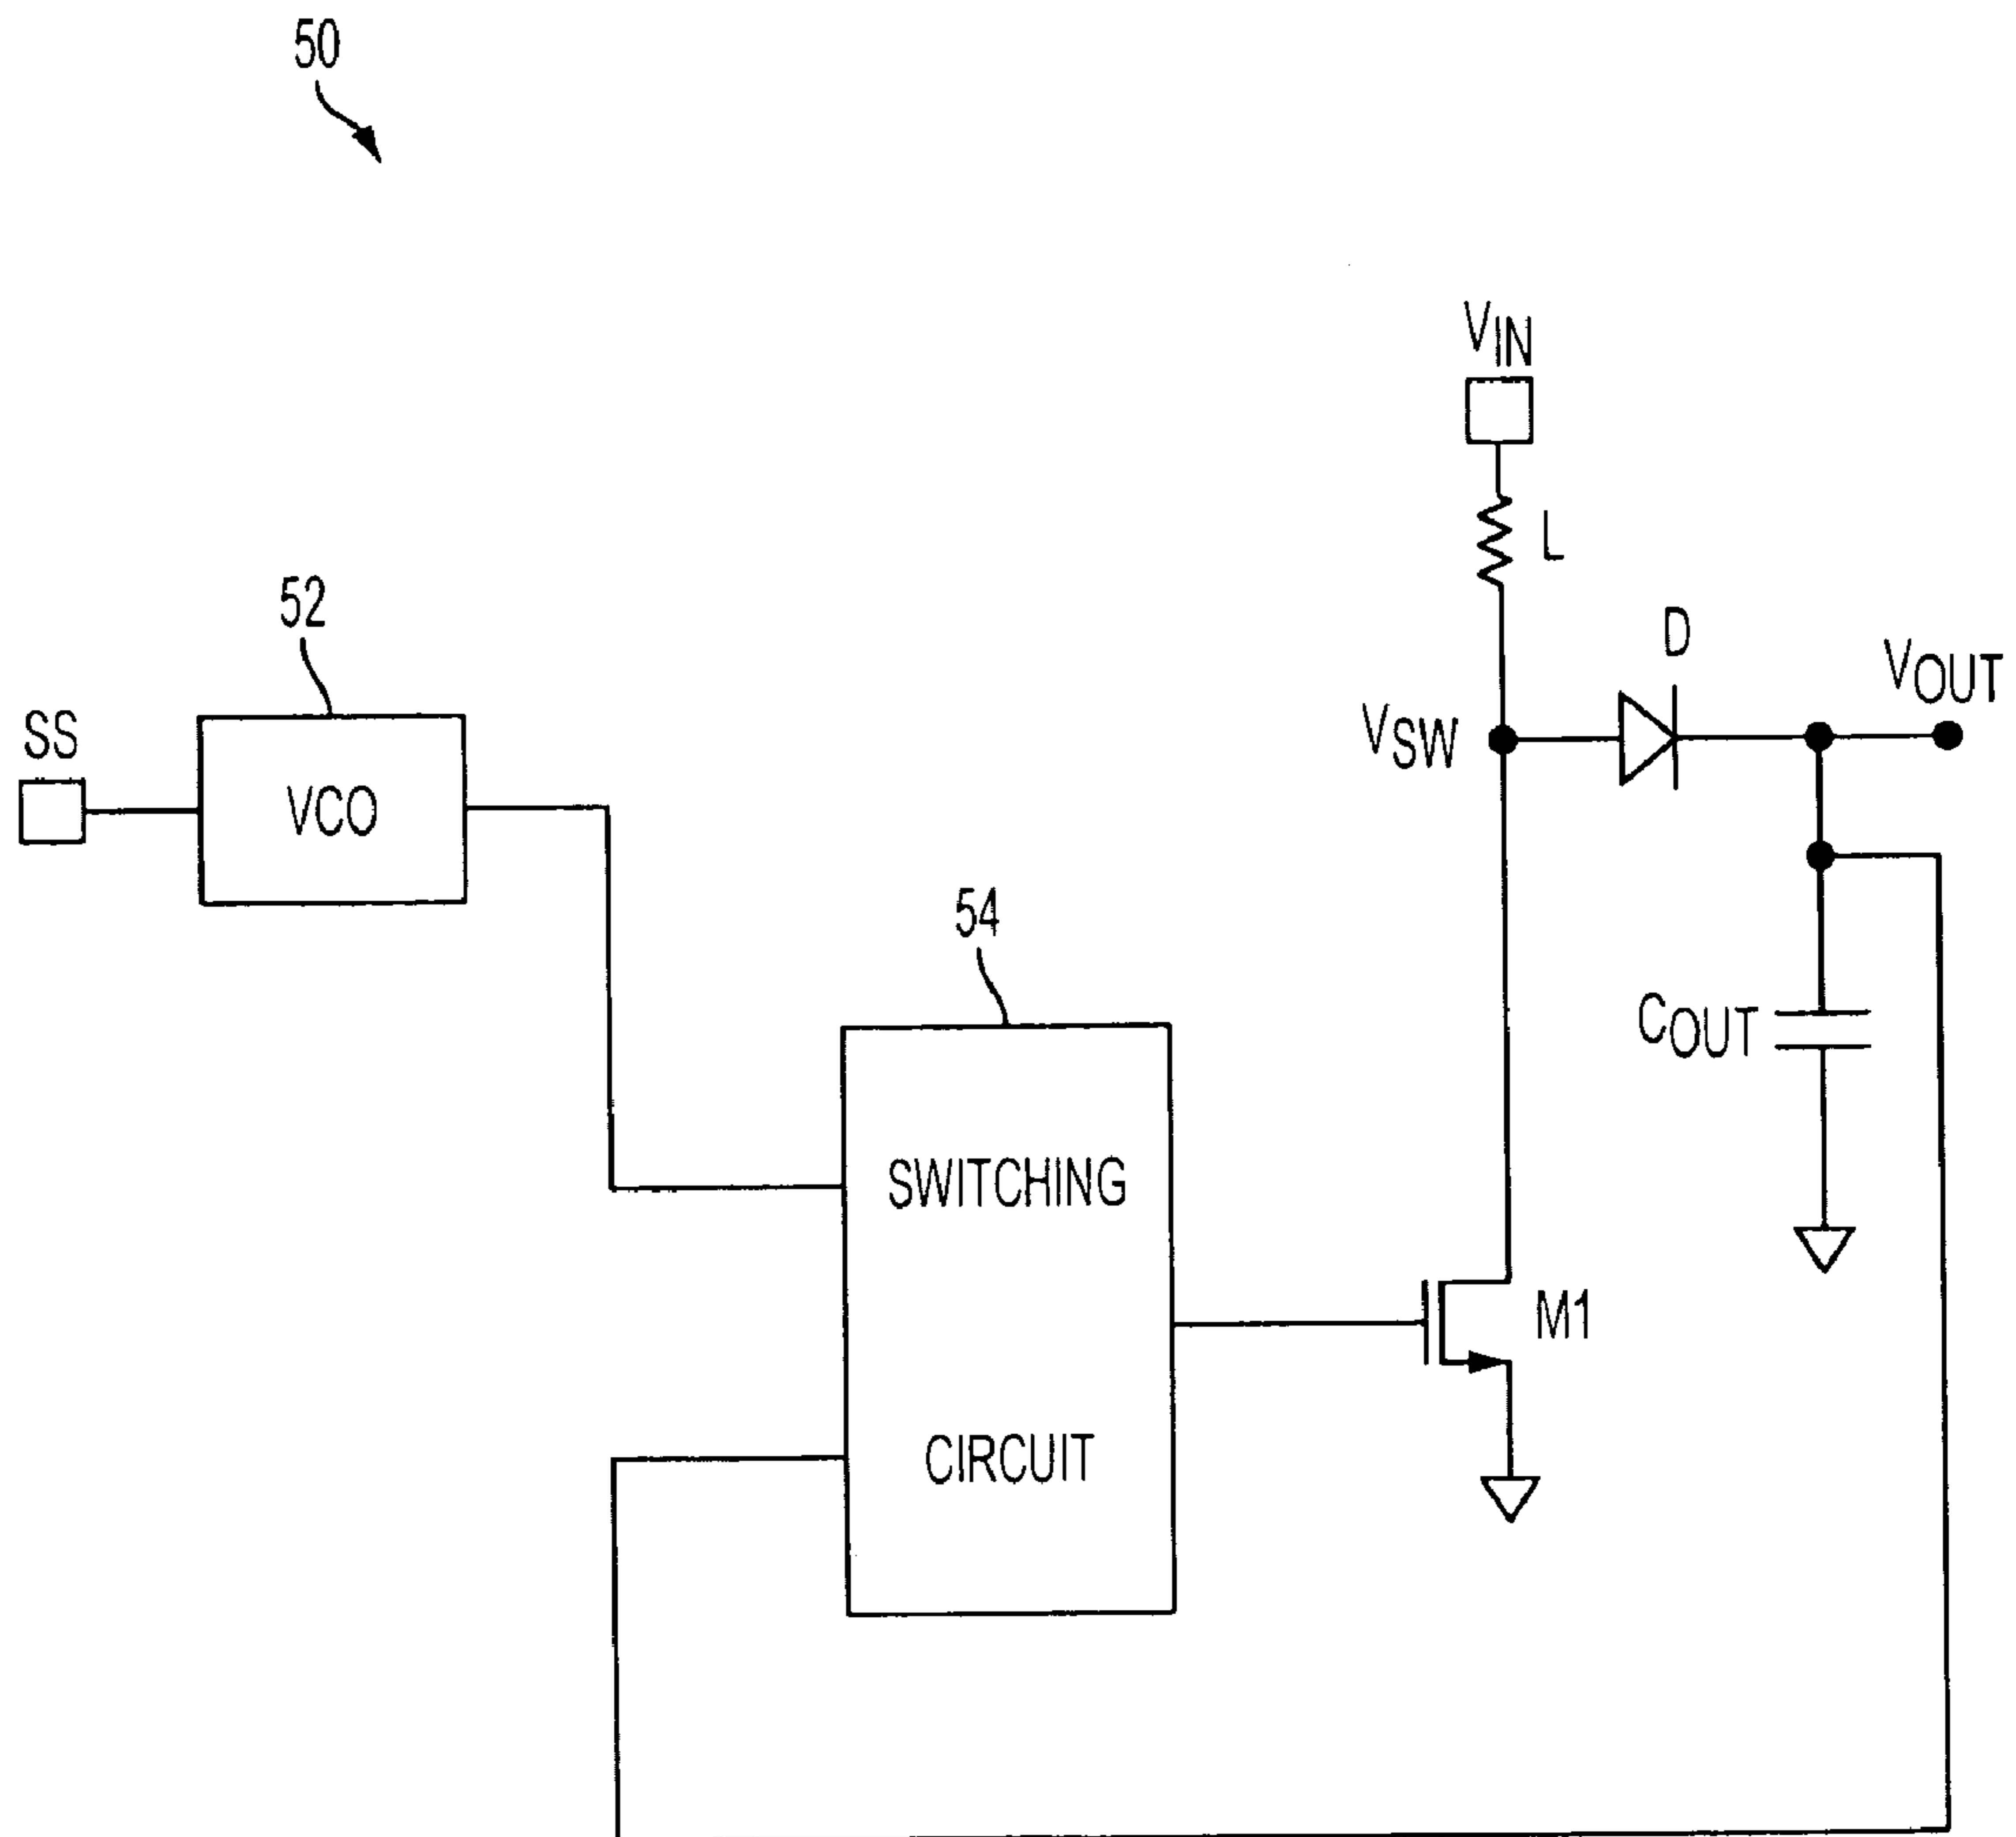 50
VIN
L
52
D
VOUT
SS
VSW
VCO
54
COUT
SWITCHING
M1
CIRCUIT